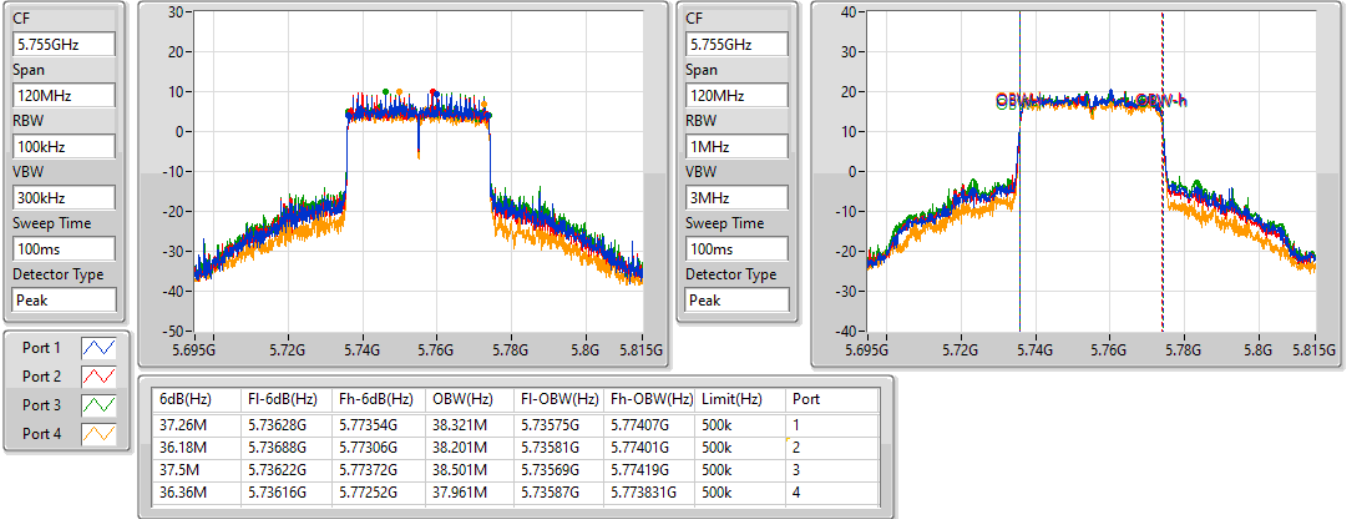 CF
5.755GHz
Span
120MHz
RBW
100kHz
VBW
300kHz
Sweep Time
100ms
Detector Type
Peak
30
20
10
0
-10
-20
-30
-40
-50
5.695G 5.72G 5.74G 5.76G 5.78G 5.8G 5.815G
CF
5.755GHz
Span
120MHz
RBW
1MHz
VBW
3MHz
Sweep Time
100ms
Detector Type
Peak
40
30
20
10
0
-10
-20
-30
-40
OBW-h
5.695G 5.72G 5.74G 5.76G 5.78G 5.8G 5.815G
Port 1
Port 2
Port 3
Port 4
6dB(Hz) Fl-6dB(Hz) Fh-6dB(Hz) OBW(Hz) Fl-OBW(Hz) Fh-OBW(Hz) Limit(Hz) Port
37.26M 5.73628G 5.77354G 38.321M 5.73575G 5.77407G 500k 1
36.18M 5.73688G 5.77306G 38.201M 5.73581G 5.77401G 500k 2
37.5M 5.73622G 5.77372G 38.501M 5.73569G 5.77419G 500k 3
36.36M 5.73616G 5.77252G 37.961M 5.73587G 5.773831G 500k 4